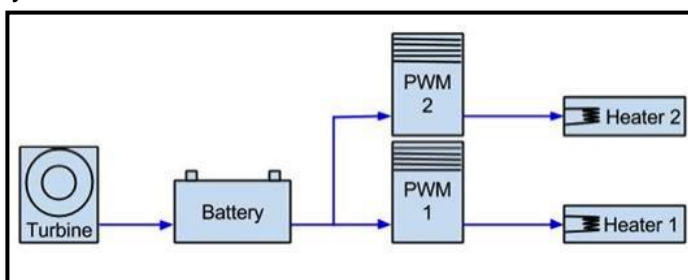 PWM
2
Heater 2
Turbine
Battery
PWM
1
Heater 1